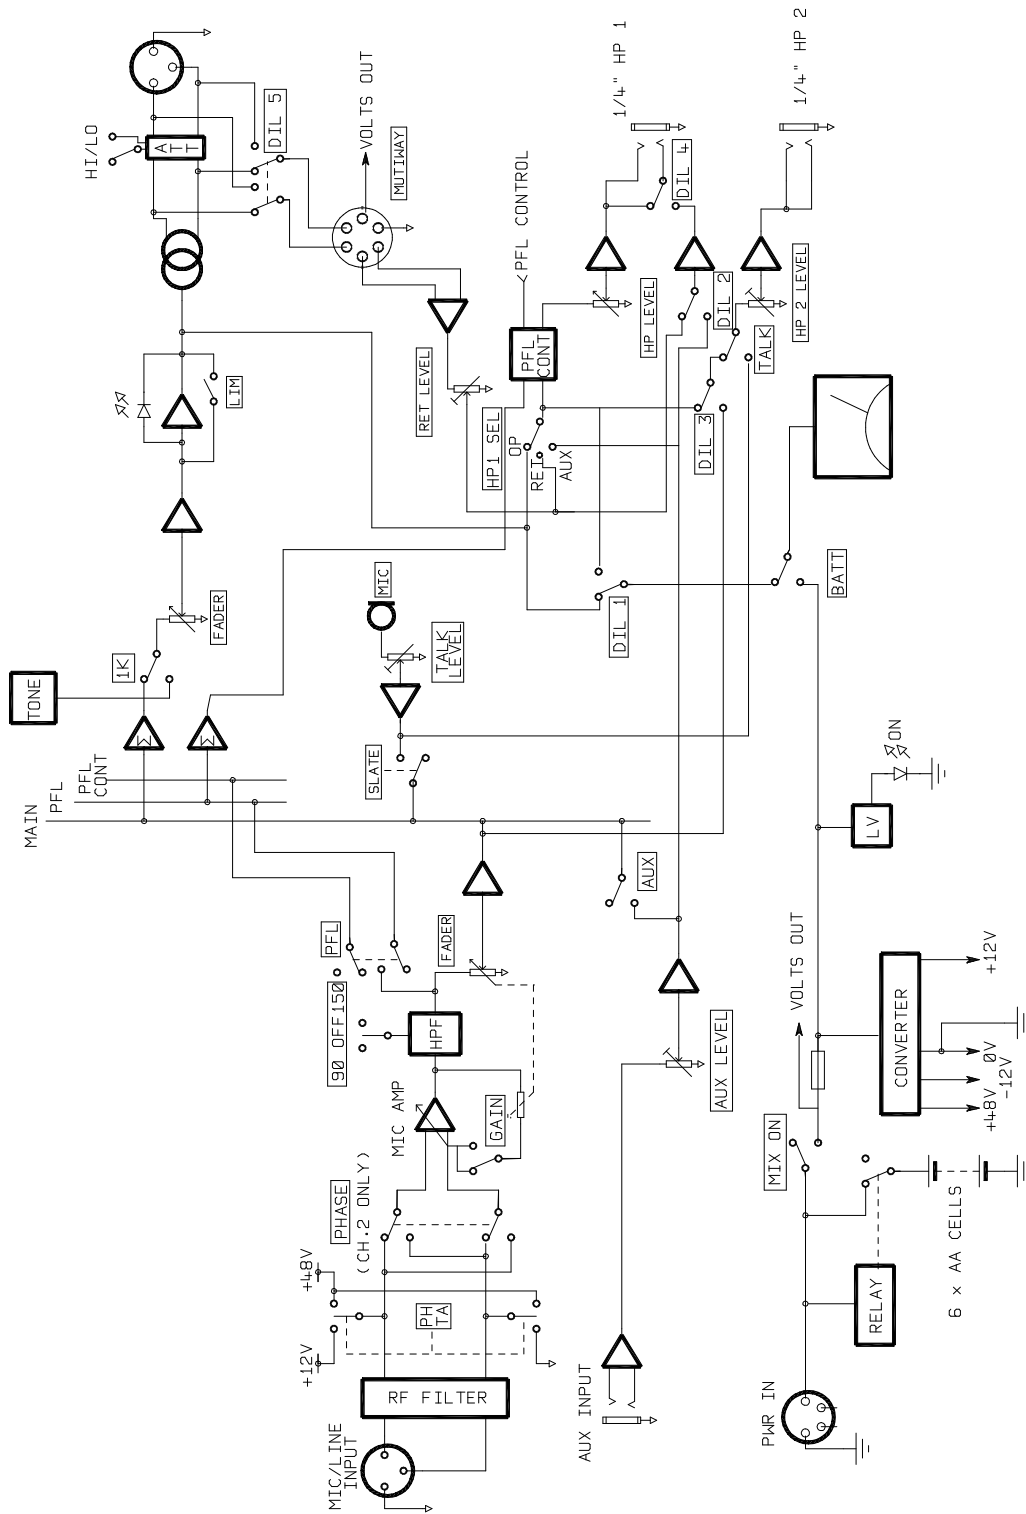 MIC/LINE
INPUT
RF FILTER
+12V
+48V
PH
TA
PHASE
(CH.2 ONLY)
MIC AMP
GAIN
90 OFF150
HPF
PFL
FADER
MAIN
PFL
PFL
CONT
Σ
Σ
TONE
1K
FADER
LIM
HI/LO
ATT
DIL 5
VOLTS OUT
MUTIWAY
RET LEVEL
SLATE
TALK
LEVEL
MIC
HP1 SEL
OP
RET
AUX
PFL
CONT
PFL CONTROL
HP LEVEL
DIL 4
1/4" HP 1
1/4" HP 2
HP 2 LEVEL
DIL 2
TALK
DIL 3
DIL 1
BATT
AUX INPUT
AUX LEVEL
AUX
PWR IN
RELAY
6 x AA CELLS
MIX ON
VOLTS OUT
CONVERTER
+48V
-12V
0V
+12V
LV
ON